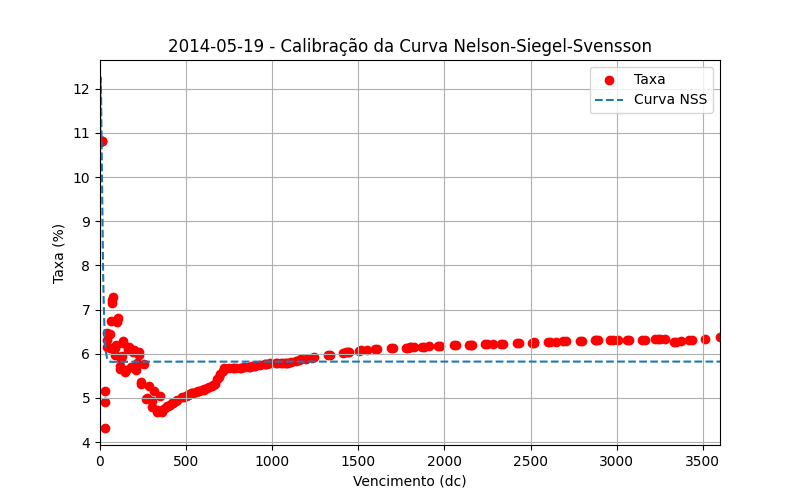 2014-05-19 - Calibração da Curva Nelson-Siegel-Svensson
Taxa
Curva NSS
Taxa (%)
12
11
10
9
8
7
6
5
4
0 500 1000 1500 2000 2500 3000 3500
Vencimento (dc)